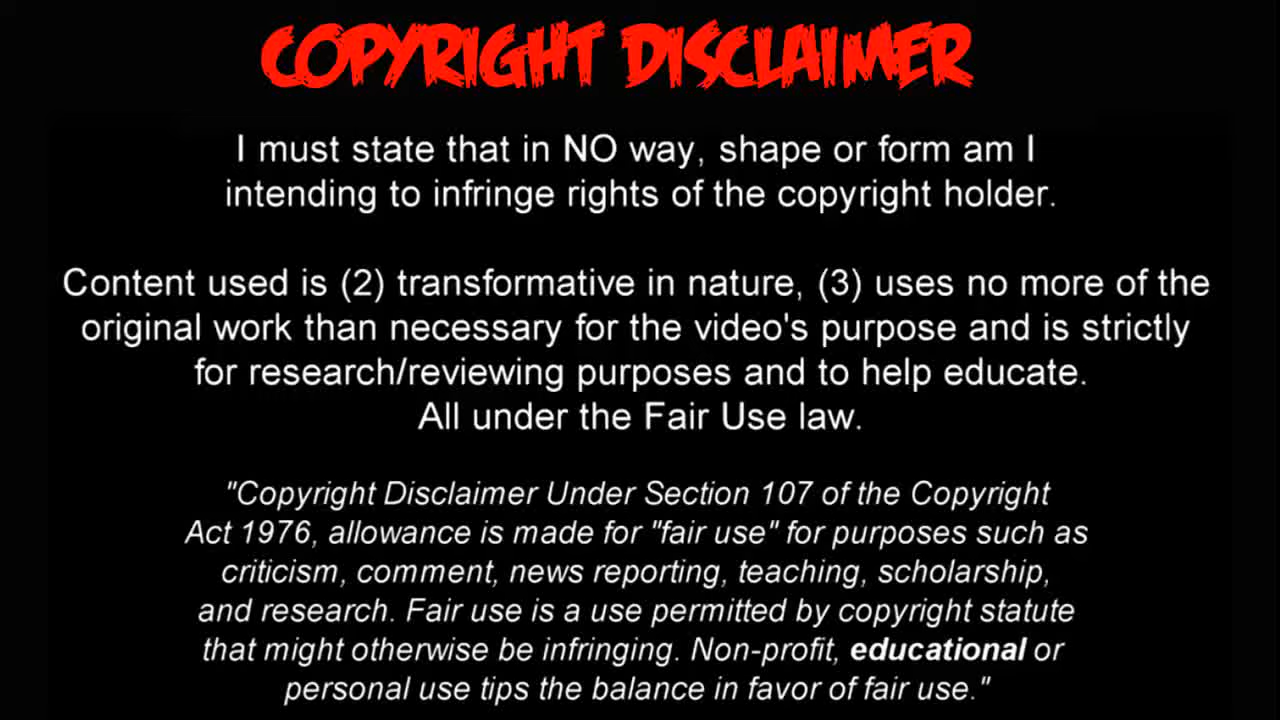 COPYRIGHT DISCLAIMER
I must state that in NO way, shape or form am I
intending to infringe rights of the copyright holder.
Content used is (2) transformative in nature, (3) uses no more of the
original work than necessary for the video's purpose and is strictly
for research/reviewing purposes and to help educate.
All under the Fair Use law.
"Copyright Disclaimer Under Section 107 of the Copyright
Act 1976, allowance is made for "fair use" for purposes such as
criticism, comment, news reporting, teaching, scholarship,
and research. Fair use is a use permitted by copyright statute
that might otherwise be infringing. Non-profit, educational or
personal use tips the balance in favor of fair use."